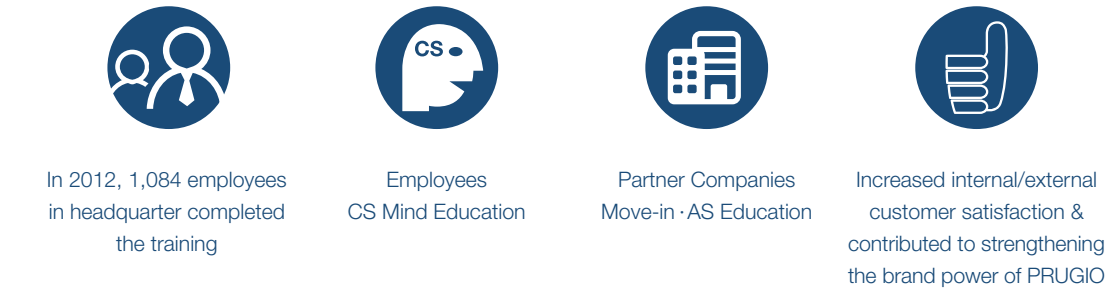 CS
In 2012, 1,084 employees
in headquarter completed
the training
Employees
CS Mind Education
Partner Companies
Move-in · AS Education
Increased internal/external
customer satisfaction &
contributed to strengthening
the brand power of PRUGIO